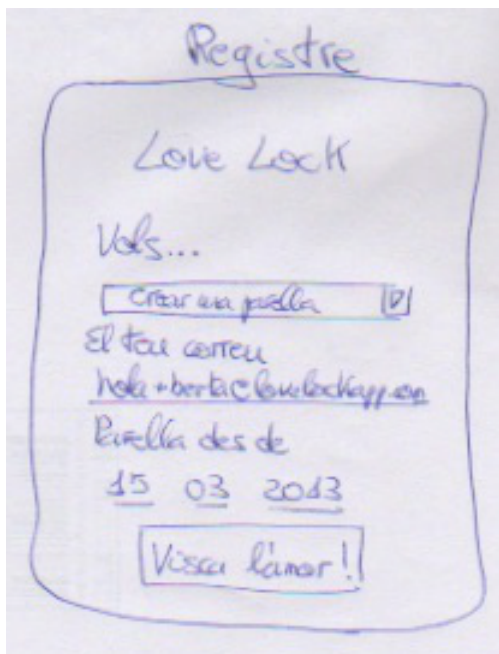 Registre
Love Lock
Vols...
Crear una parella
El teu correu
hola+berta@lovelockapp.com
Parella des de
15 03 2013
Visca l'amor!